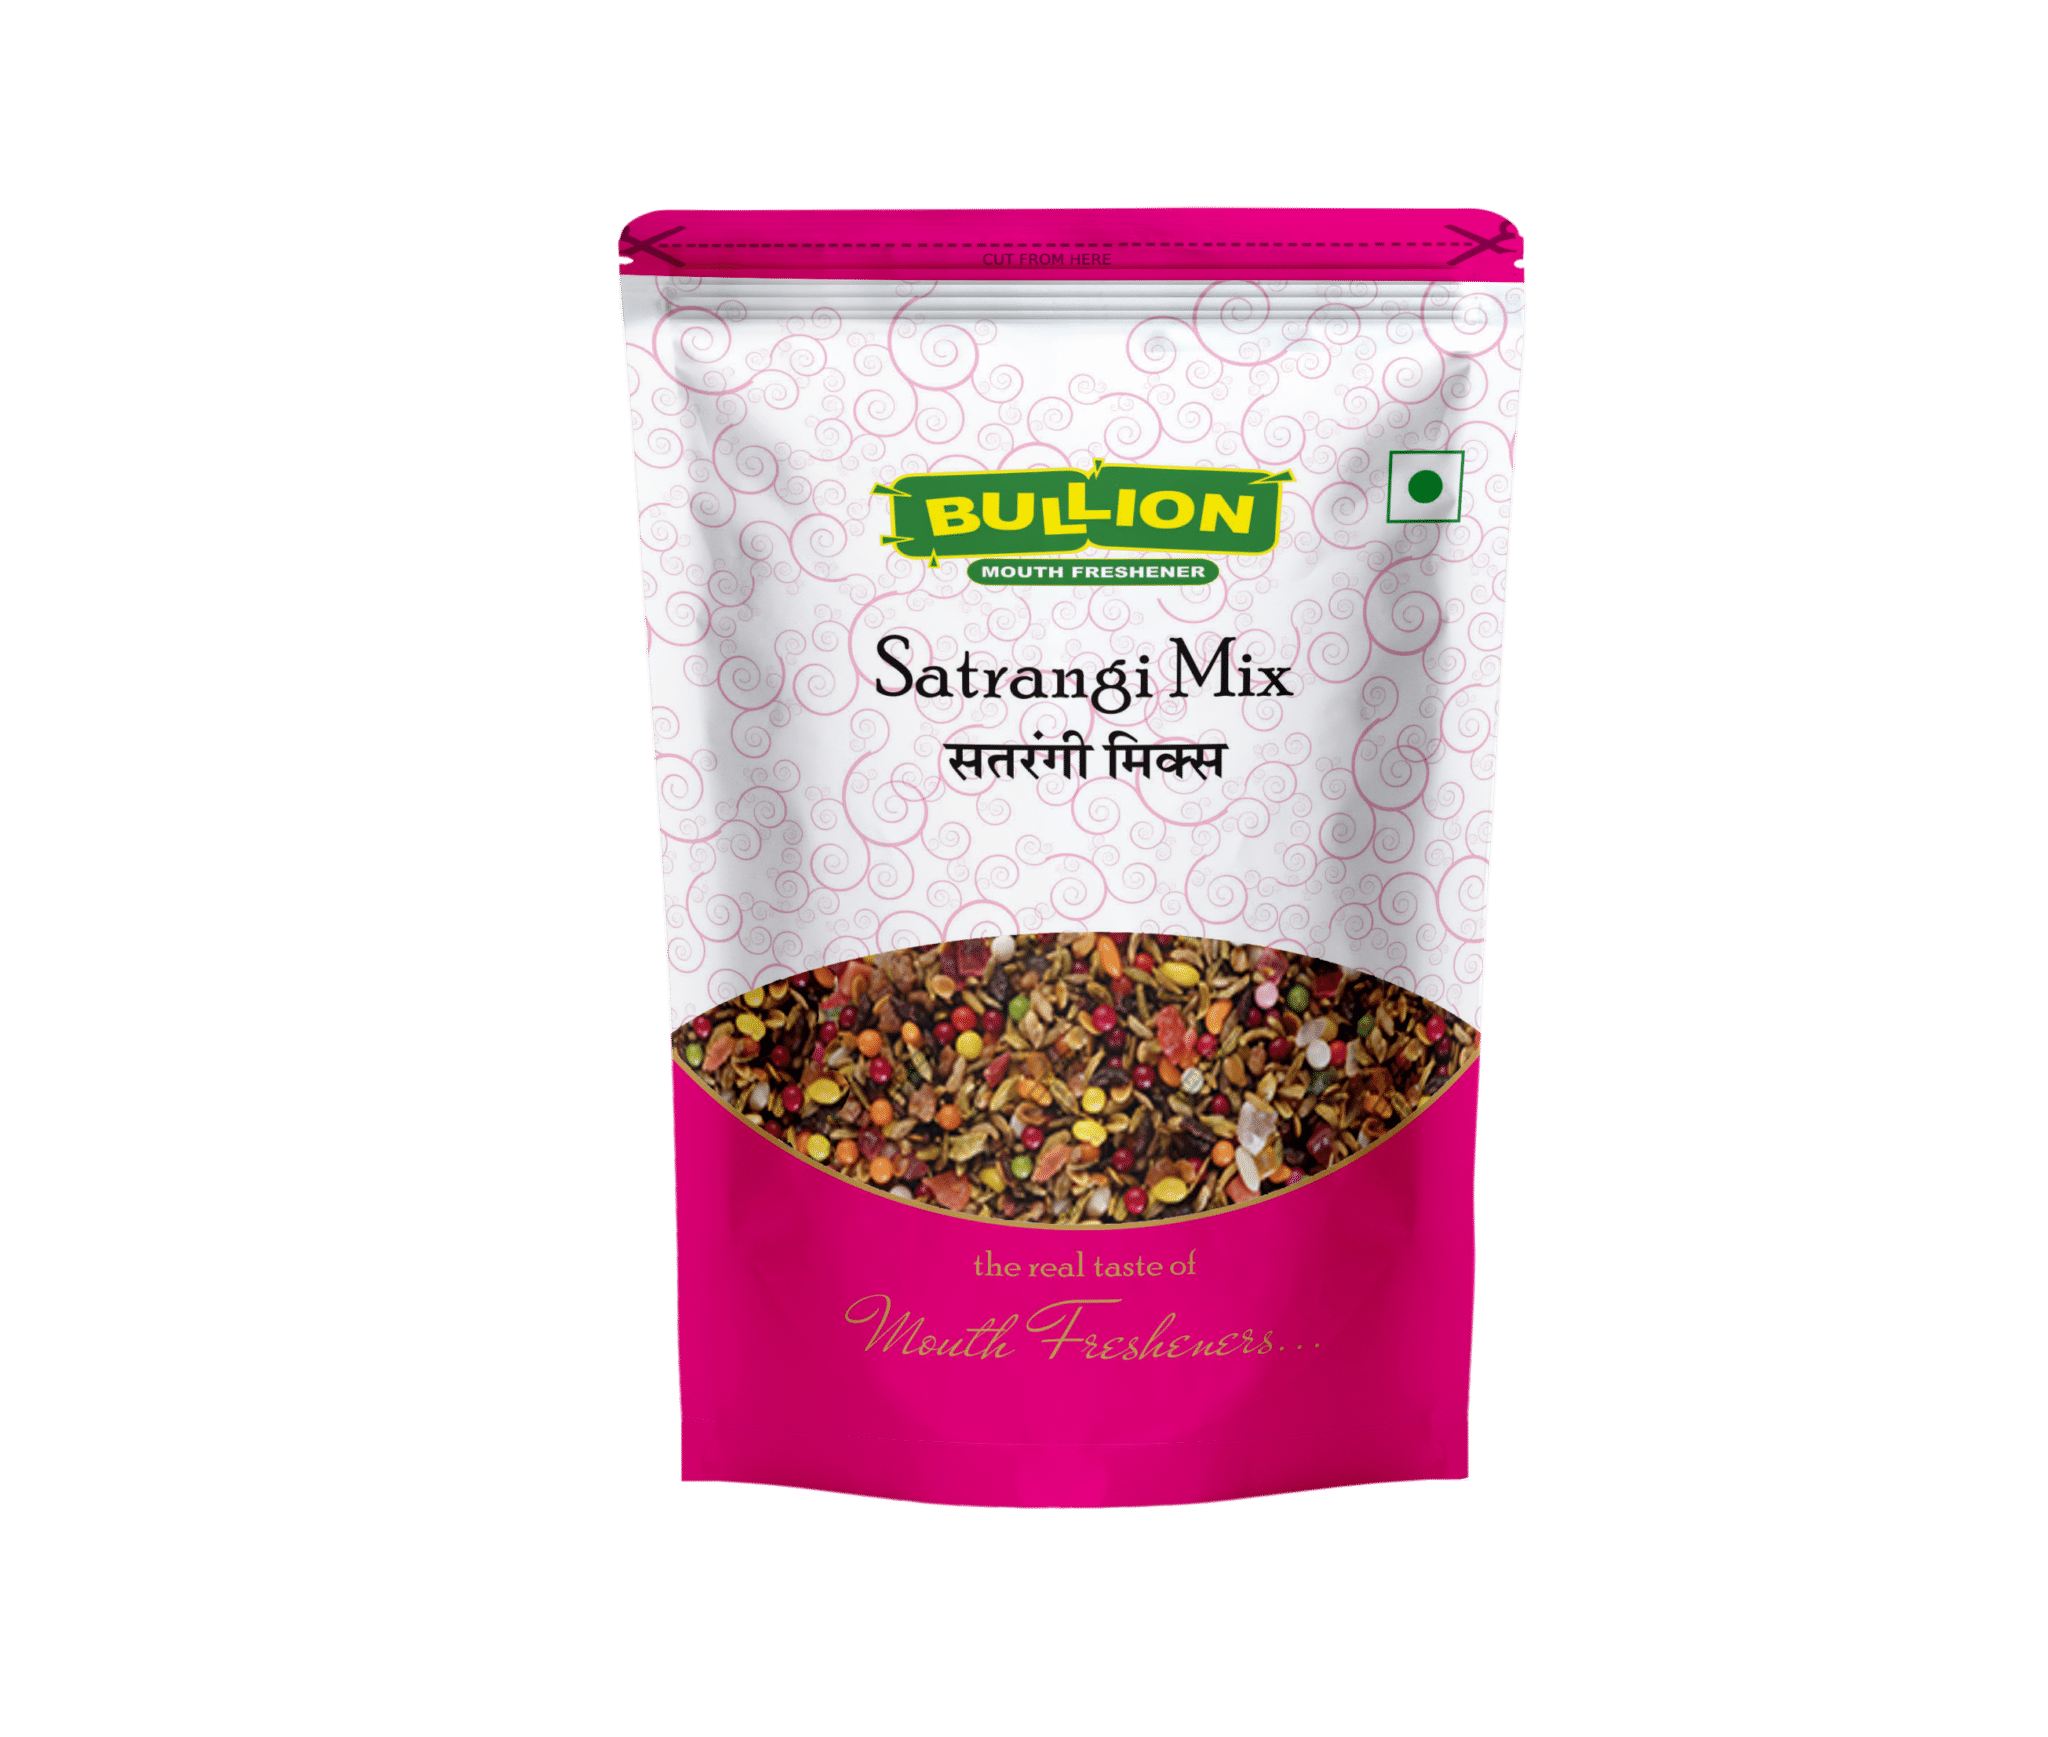 CUT FROM HERE
BULLION
MOUTH FRESHENER
Satrangi Mix
सतरंगी मिक्स
the real taste of
Mouth Fresheners...